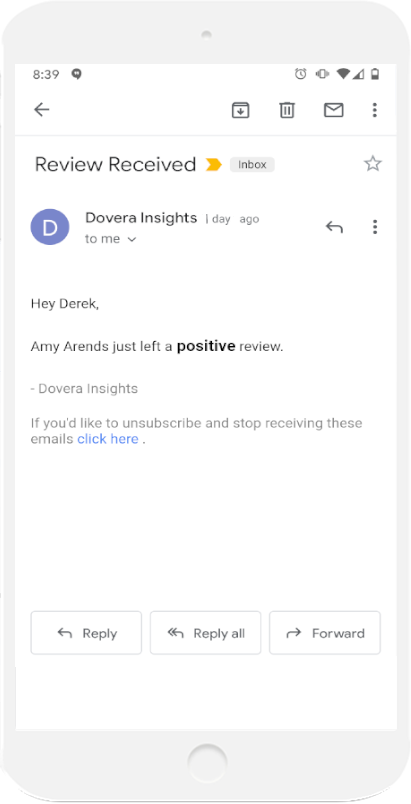 8:39
Review Received Inbox
D
Dovera Insights 1 day ago
to me
Hey Derek,
Amy Arends just left a positive review.
- Dovera Insights
If you'd like to unsubscribe and stop receiving these
emails click here .
Reply Reply all Forward